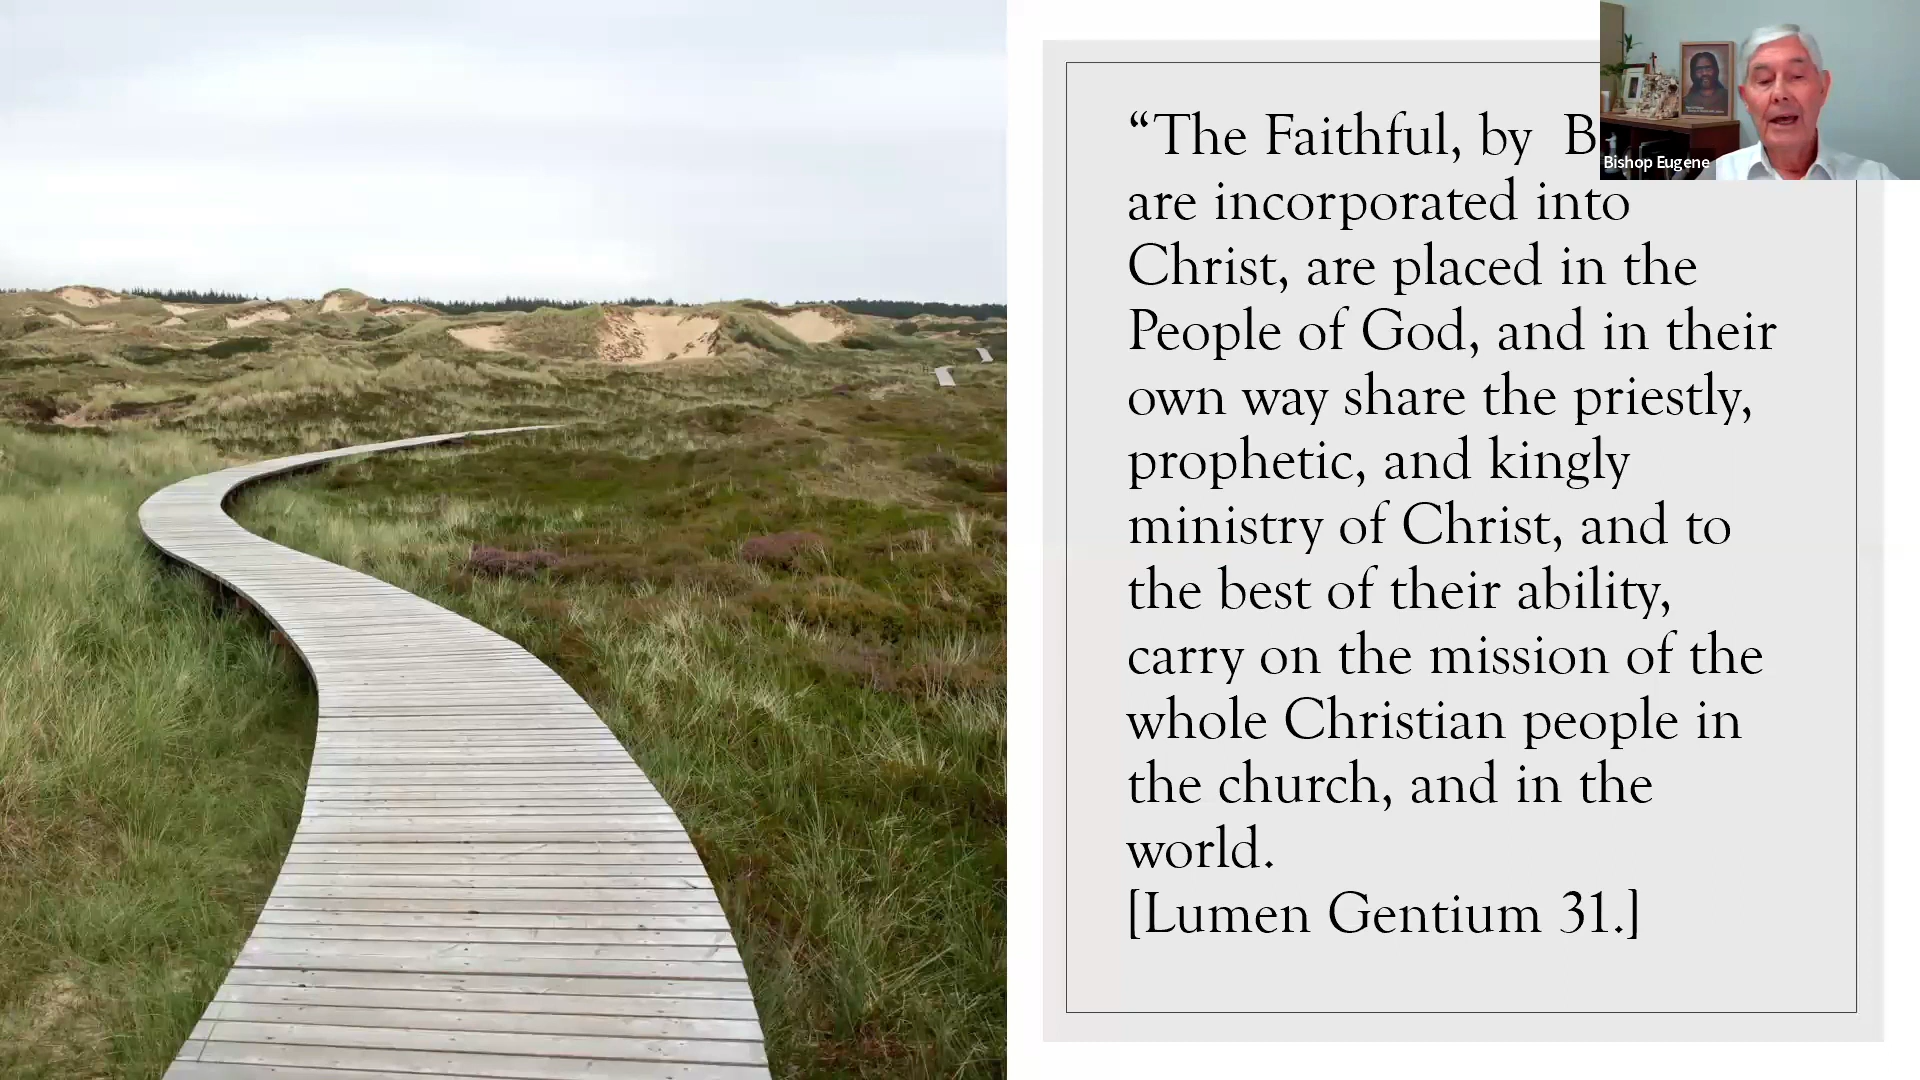 “The Faithful, by
are incorporated into
Christ, are placed in the
People of God, and in their
own way share the priestly,
prophetic, and kingly
ministry of Christ, and to
the best of their ability,
carry on the mission of the
whole Christian people in
the church, and in the
world.
[Lumen Gentium 31.]
Bishop Eugene